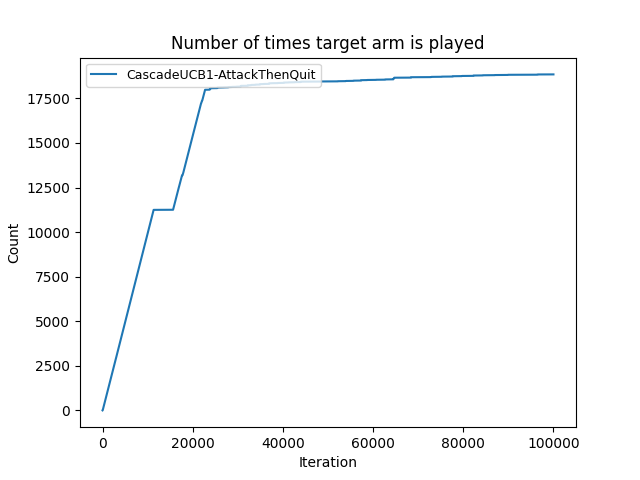 Number of times target arm is played
CascadeUCB1-AttackThenQuit
17500
15000
12500
10000
7500
5000
2500
0
Count
0 20000 40000 60000 80000 100000
Iteration